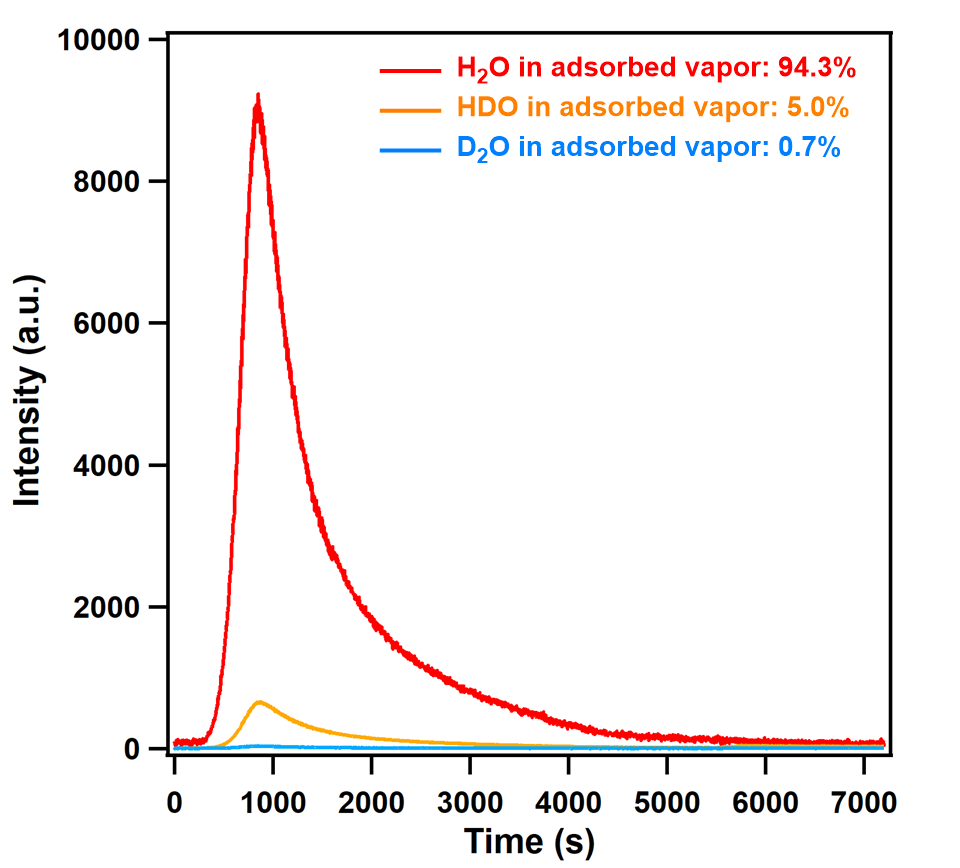 10000
8000
6000
4000
2000
0
Intensity (a.u.)
H₂O in adsorbed vapor: 94.3%
HDO in adsorbed vapor: 5.0%
D₂O in adsorbed vapor: 0.7%
0 1000 2000 3000 4000 5000 6000 7000
Time (s)